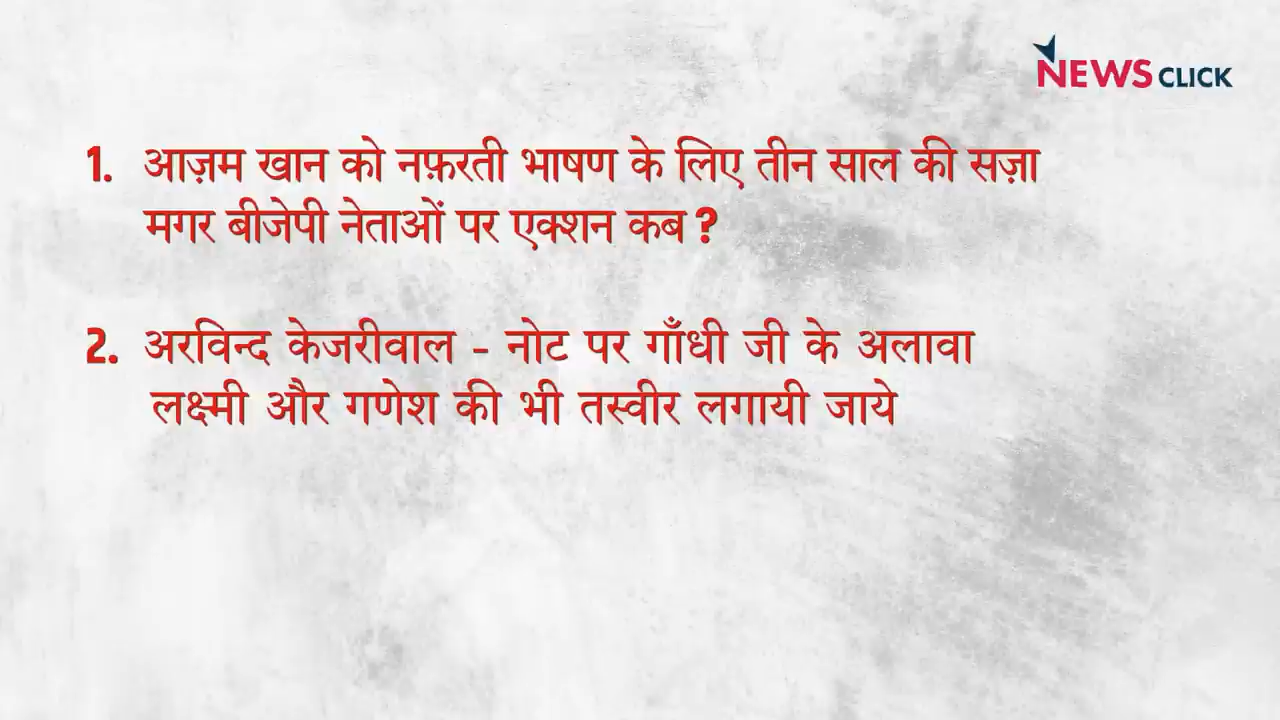 NEWS CLICK
1. आज़म खान को नफ़रती भाषण के लिए तीन साल की सज़ा
मगर बीजेपी नेताओं पर एक्शन कब ?
2. अरविन्द केजरीवाल - नोट पर गाँधी जी के अलावा
लक्ष्मी और गणेश की भी तस्वीर लगायी जाये